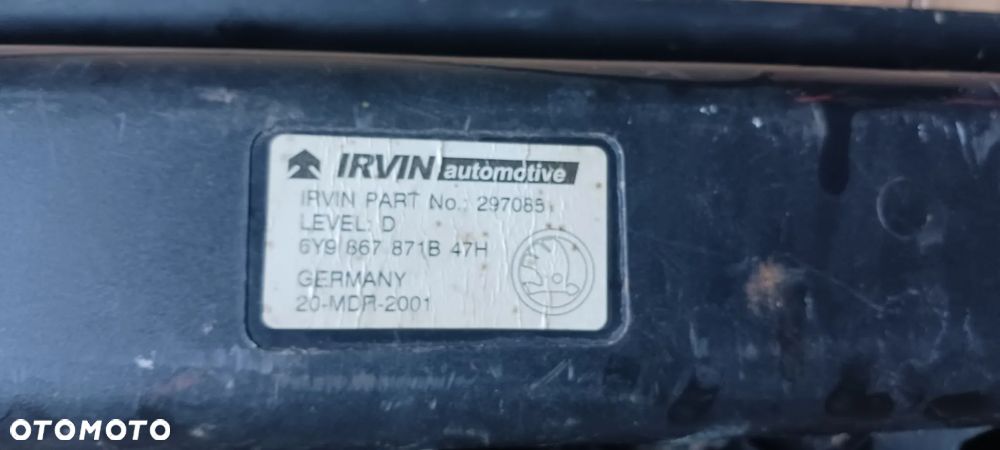 IRVIN automotive
IRVIN PART No.: 297085
LEVEL: D
6Y9 867 871B 47H
GERMANY
20-MDR-2001
OTOMOTO